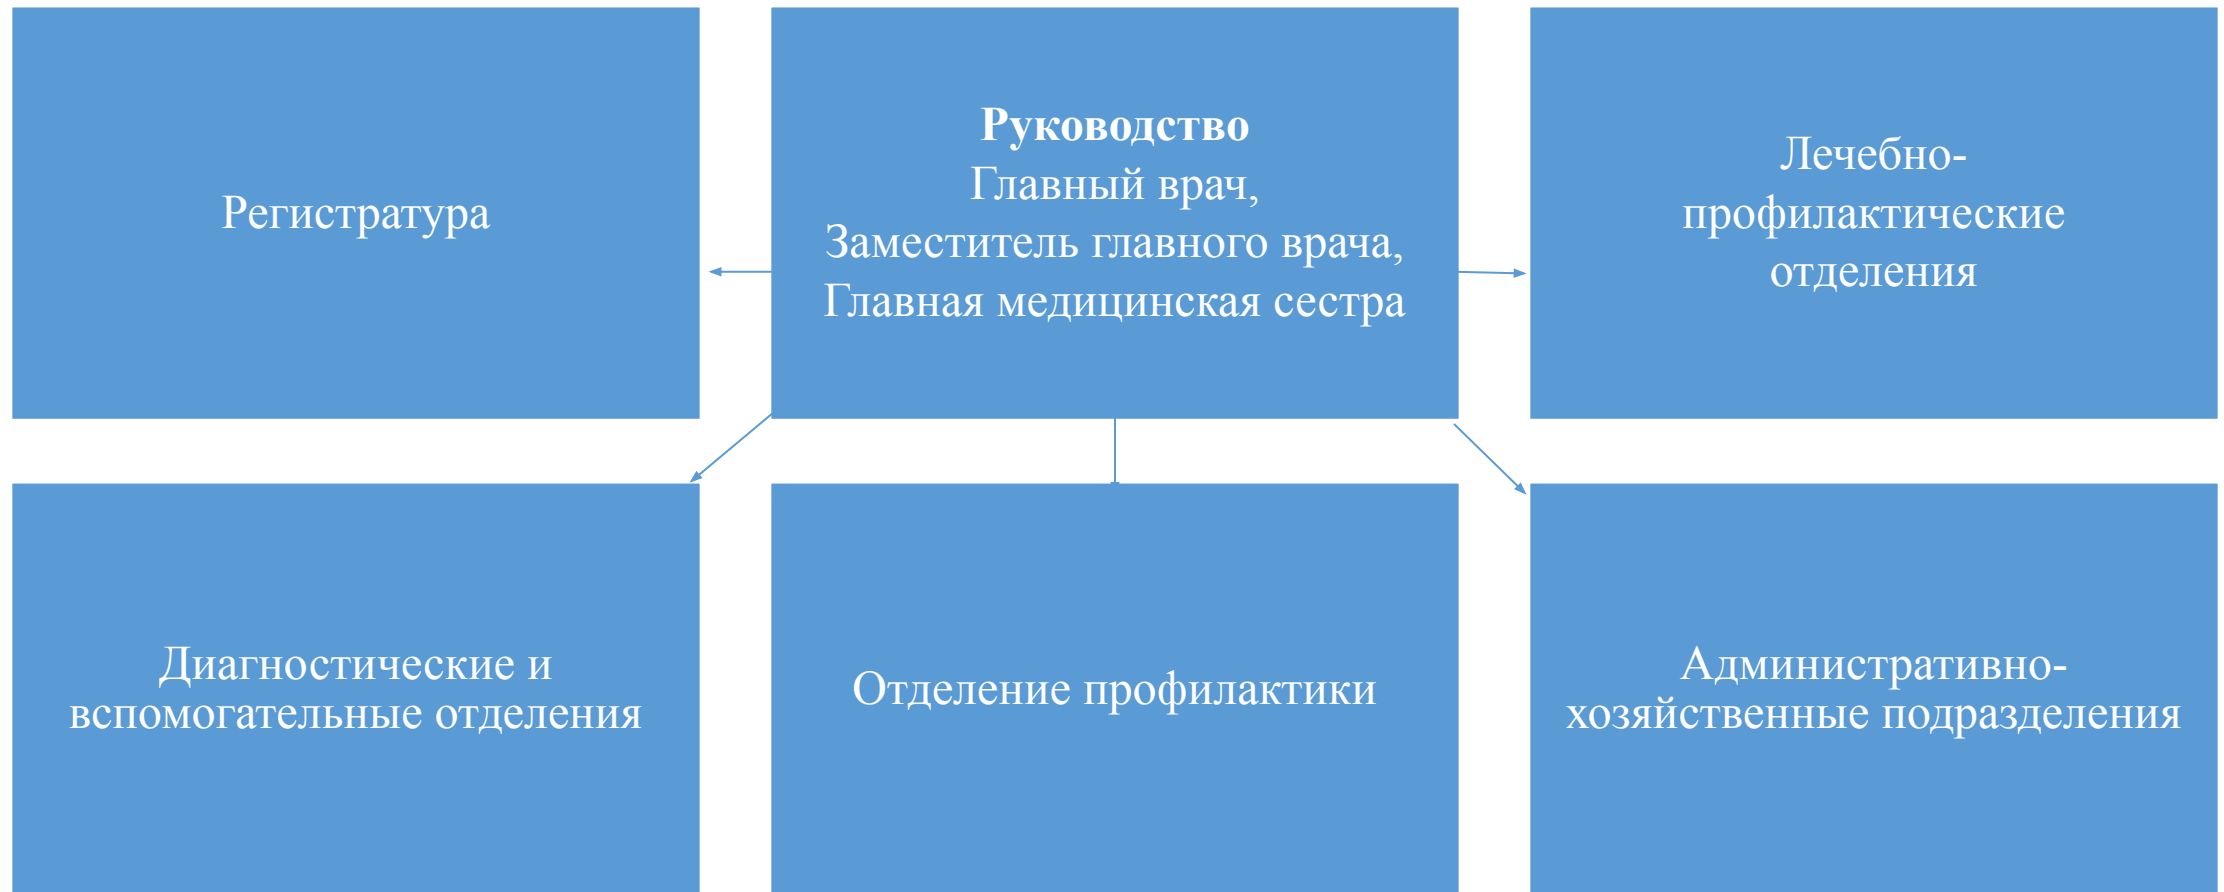 Регистратура
Руководство
Главный врач,
Заместитель главного врача,
Главная медицинская сестра
Лечебно-
профилактические
отделения
Диагностические и
вспомогательные отделения
Отделение профилактики
Административно-
хозяйственные подразделения